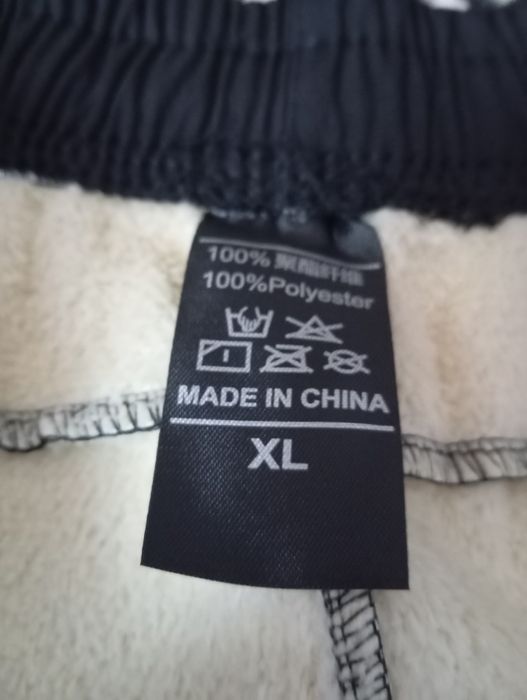 100% 聚酯纤维
100%Polyester
MADE IN CHINA
XL